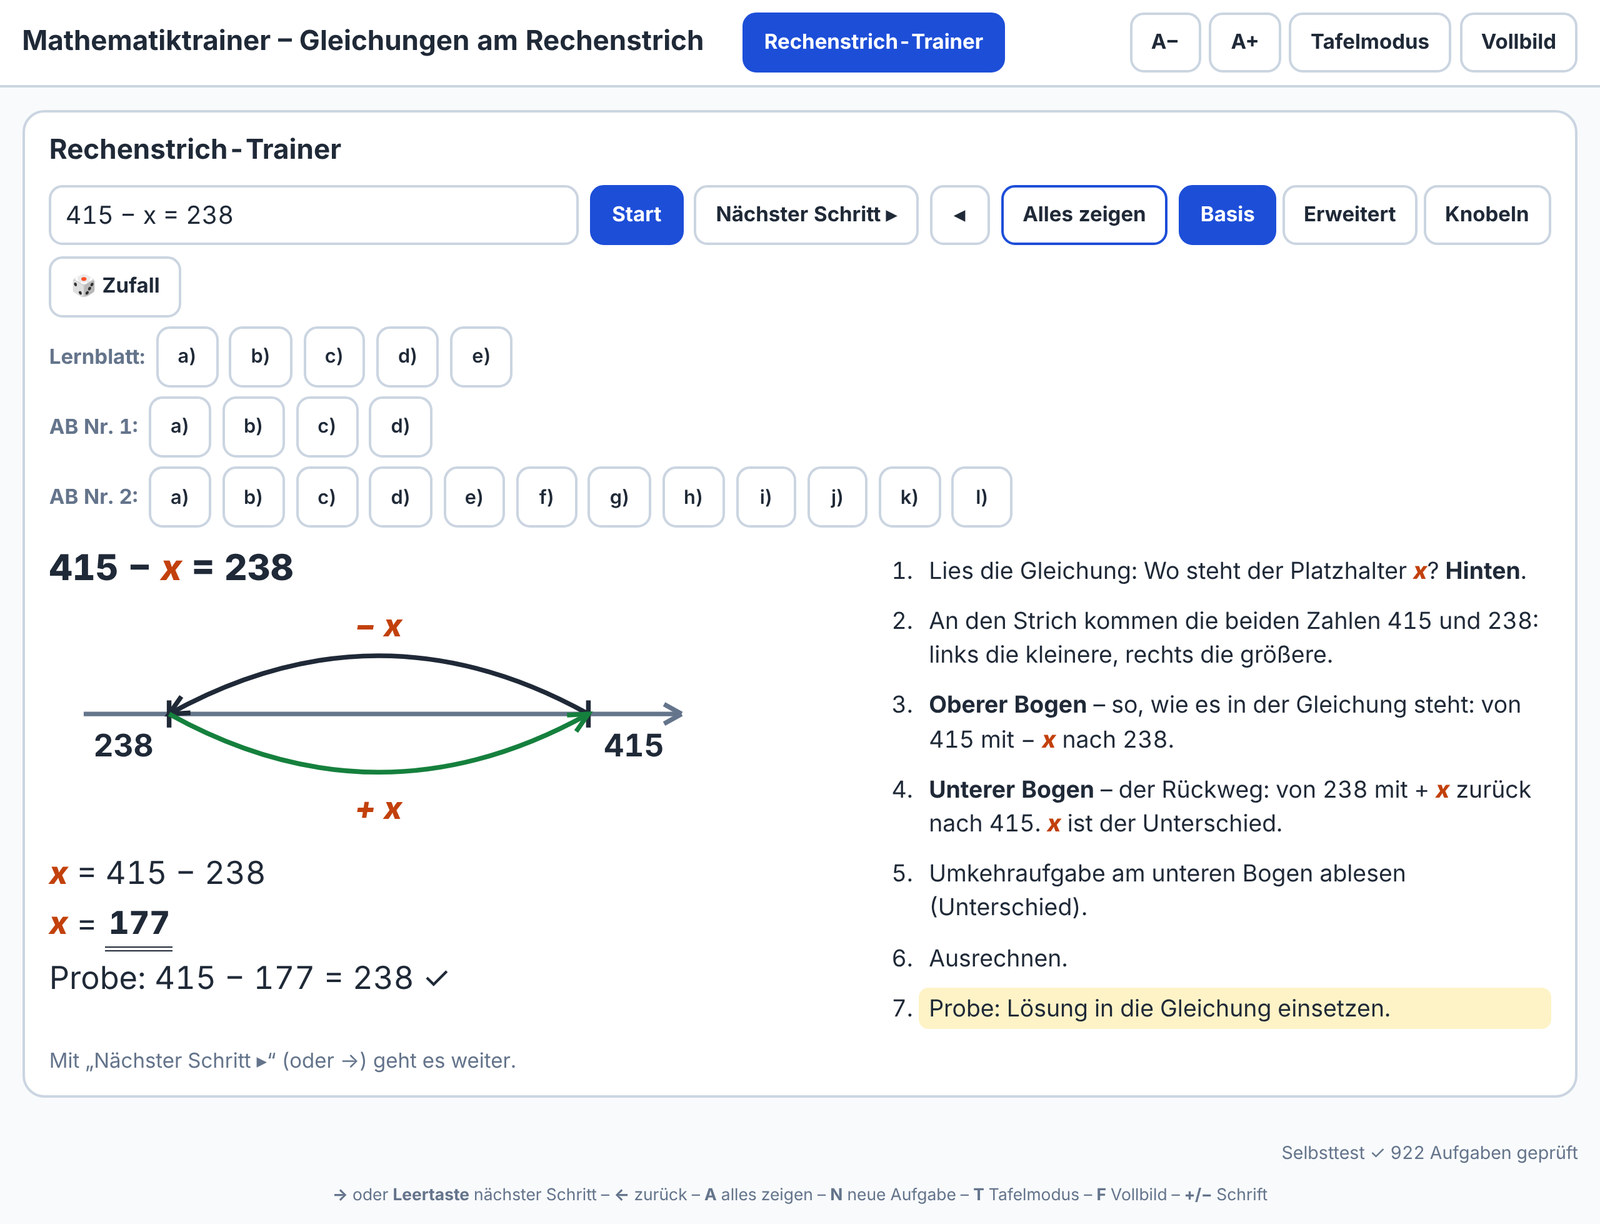 Mathematiktrainer – Gleichungen am Rechenstrich
Rechenstrich-Trainer
A−
A+
Tafelmodus
Vollbild
Rechenstrich-Trainer
415 − x = 238
Start
Nächster Schritt ▸
◂
Alles zeigen
Basis
Erweitert
Knobeln
🎲 Zufall
Lernblatt: a) b) c) d) e)
AB Nr. 1: a) b) c) d)
AB Nr. 2: a) b) c) d) e) f) g) h) i) j) k) l)
415 − x = 238
− x
238
415
+ x
x = 415 − 238
x = 177
Probe: 415 − 177 = 238 ✓
1. Lies die Gleichung: Wo steht der Platzhalter x? Hinten.
2. An den Strich kommen die beiden Zahlen 415 und 238:
links die kleinere, rechts die größere.
3. Oberer Bogen – so, wie es in der Gleichung steht: von
415 mit − x nach 238.
4. Unterer Bogen – der Rückweg: von 238 mit + x zurück
nach 415. x ist der Unterschied.
5. Umkehraufgabe am unteren Bogen ablesen
(Unterschied).
6. Ausrechnen.
7. Probe: Lösung in die Gleichung einsetzen.
Mit „Nächster Schritt ▸“ (oder →) geht es weiter.
Selbsttest ✓ 922 Aufgaben geprüft
→ oder Leertaste nächster Schritt – ← zurück – A alles zeigen – N neue Aufgabe – T Tafelmodus – F Vollbild – +/− Schrift